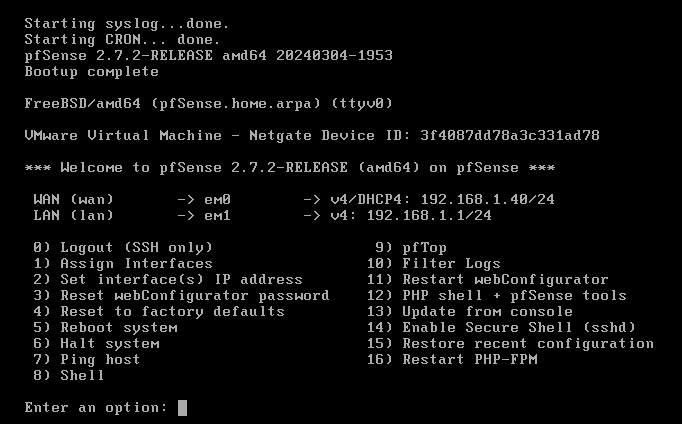 Starting syslog...done.
Starting CRON... done.
pfSense 2.7.2-RELEASE amd64 20240304-1953
Bootup complete
FreeBSD/amd64 (pfSense.home.arpa) (ttyv0)
VMware Virtual Machine - Netgate Device ID: 3f4087dd78a3c331ad78
*** Welcome to pfSense 2.7.2-RELEASE (amd64) on pfSense ***
WAN (wan)       -> em0        -> v4/DHCP4: 192.168.1.40/24
LAN (lan)       -> em1        -> v4: 192.168.1.1/24
0) Logout (SSH only)                  9) pfTop
1) Assign Interfaces                 10) Filter Logs
2) Set interface(s) IP address       11) Restart webConfigurator
3) Reset webConfigurator password    12) PHP shell + pfSense tools
4) Reset to factory defaults         13) Update from console
5) Reboot system                     14) Enable Secure Shell (sshd)
6) Halt system                       15) Restore recent configuration
7) Ping host                         16) Restart PHP-FPM
8) Shell
Enter an option: